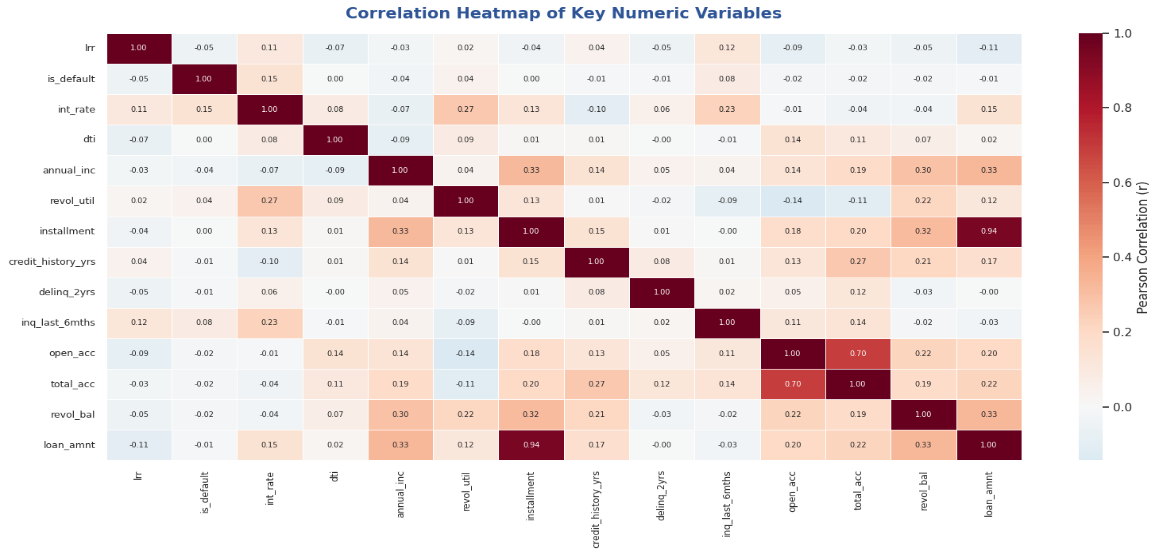 Correlation Heatmap of Key Numeric Variables
lrr 1.00 -0.05 0.11 -0.07 -0.03 0.02 -0.04 0.04 -0.05 0.12 -0.09 -0.03 -0.05 -0.11
is_default -0.05 1.00 0.15 0.00 -0.04 0.04 0.00 -0.01 -0.01 0.08 -0.02 -0.02 -0.02 -0.01
int_rate 0.11 0.15 1.00 0.08 -0.07 0.27 0.13 -0.10 0.06 0.23 -0.01 -0.04 -0.04 0.15
dti -0.07 0.00 0.08 1.00 -0.09 0.09 0.01 0.01 -0.00 -0.01 0.14 0.11 0.07 0.02
annual_inc -0.03 -0.04 -0.07 -0.09 1.00 0.04 0.33 0.14 0.05 0.04 0.14 0.19 0.30 0.33
revol_util 0.02 0.04 0.27 0.09 0.04 1.00 0.13 0.01 -0.02 -0.09 -0.14 -0.11 0.22 0.12
installment -0.04 0.00 0.13 0.01 0.33 0.13 1.00 0.15 0.01 -0.00 0.18 0.20 0.32 0.94
credit_history_yrs 0.04 -0.01 -0.10 0.01 0.14 0.01 0.15 1.00 0.08 0.01 0.13 0.27 0.21 0.17
delinq_2yrs -0.05 -0.01 0.06 -0.00 0.05 -0.02 0.01 0.08 1.00 0.02 0.05 0.12 -0.03 -0.00
inq_last_6mths 0.12 0.08 0.23 -0.01 0.04 -0.09 -0.00 0.01 0.02 1.00 0.11 0.14 -0.02 -0.03
open_acc -0.09 -0.02 -0.01 0.14 0.14 -0.14 0.18 0.13 0.05 0.11 1.00 0.70 0.22 0.20
total_acc -0.03 -0.02 -0.04 0.11 0.19 -0.11 0.20 0.27 0.12 0.14 0.70 1.00 0.19 0.22
revol_bal -0.05 -0.02 -0.04 0.07 0.30 0.22 0.32 0.21 -0.03 -0.02 0.22 0.19 1.00 0.33
loan_amnt -0.11 -0.01 0.15 0.02 0.33 0.12 0.94 0.17 -0.00 -0.03 0.20 0.22 0.33 1.00
lrr is_default int_rate dti annual_inc revol_util installment credit_history_yrs delinq_2yrs inq_last_6mths open_acc total_acc revol_bal loan_amnt
1.0
0.8
0.6
0.4
0.2
0.0
Pearson Correlation (r)